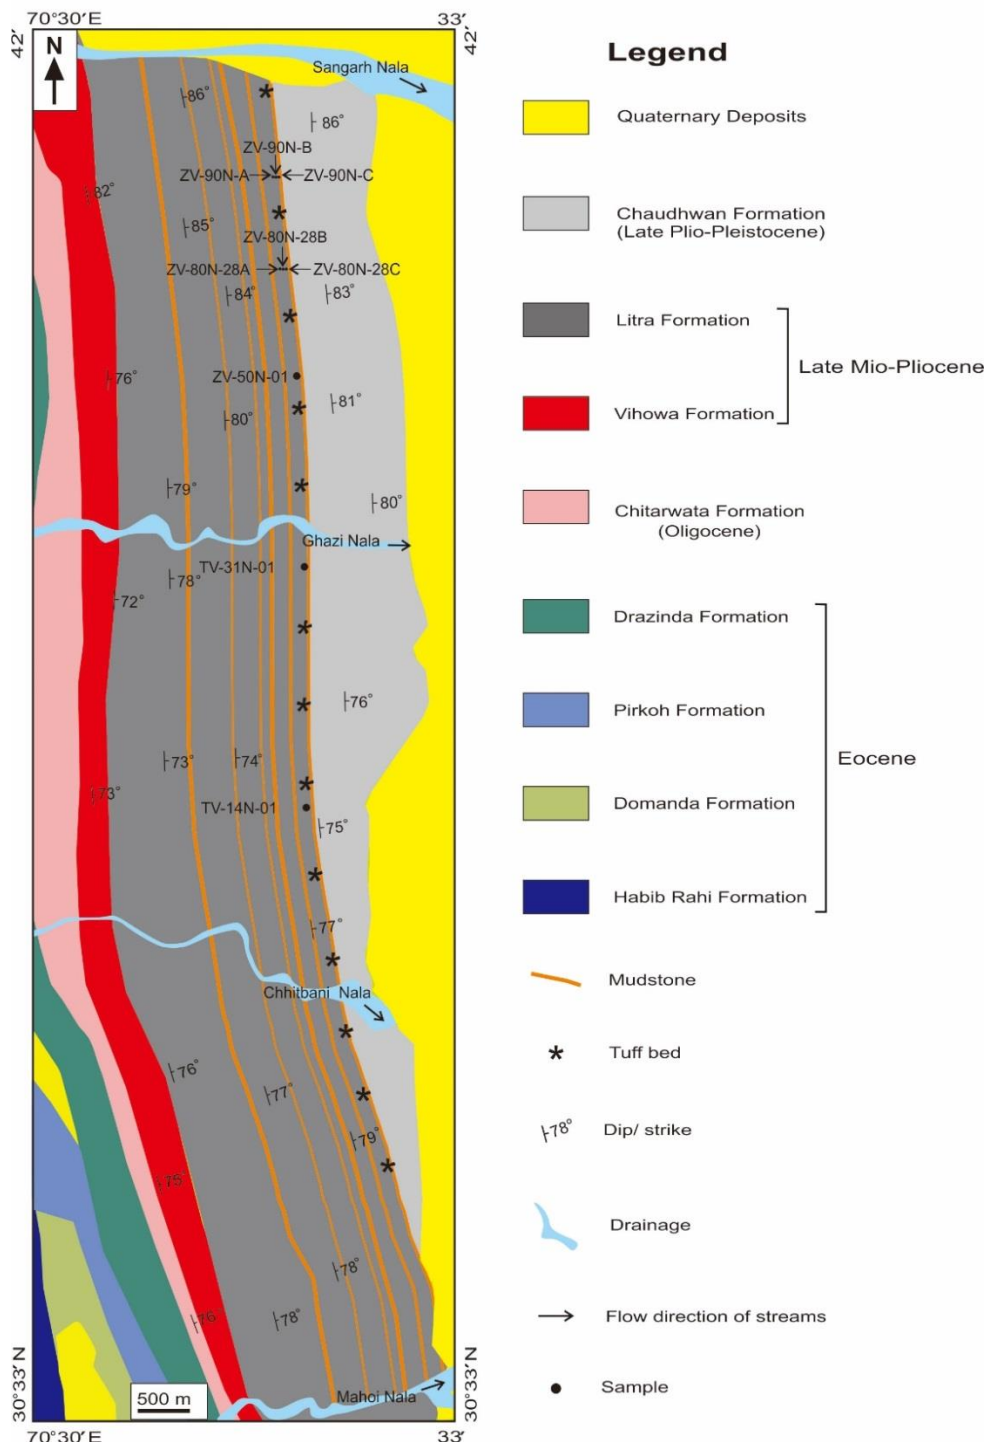 70°30′E
33′
42′
42′
N
Sangarh Nala
86°
86°
ZV-90N-B
ZV-90N-A
ZV-90N-C
82°
85°
ZV-80N-28B
ZV-80N-28A
ZV-80N-28C
84°
83°
76°
ZV-50N-01
81°
80°
79°
80°
Ghazi Nala
TV-31N-01
78°
72°
76°
73°
74°
73°
TV-14N-01
75°
77°
Chhitbani Nala
76°
77°
79°
75°
78°
76
78°
500 m
Mahoi Nala
30°33′N
30°33′N
70°30′E
33′
Legend
Quaternary Deposits
Chaudhwan Formation
(Late Plio-Pleistocene)
Litra Formation
Vihowa Formation
Late Mio-Pliocene
Chitarwata Formation
(Oligocene)
Drazinda Formation
Pirkoh Formation
Domanda Formation
Habib Rahi Formation
Eocene
Mudstone
Tuff bed
78°
Dip/ strike
Drainage
Flow direction of streams
Sample